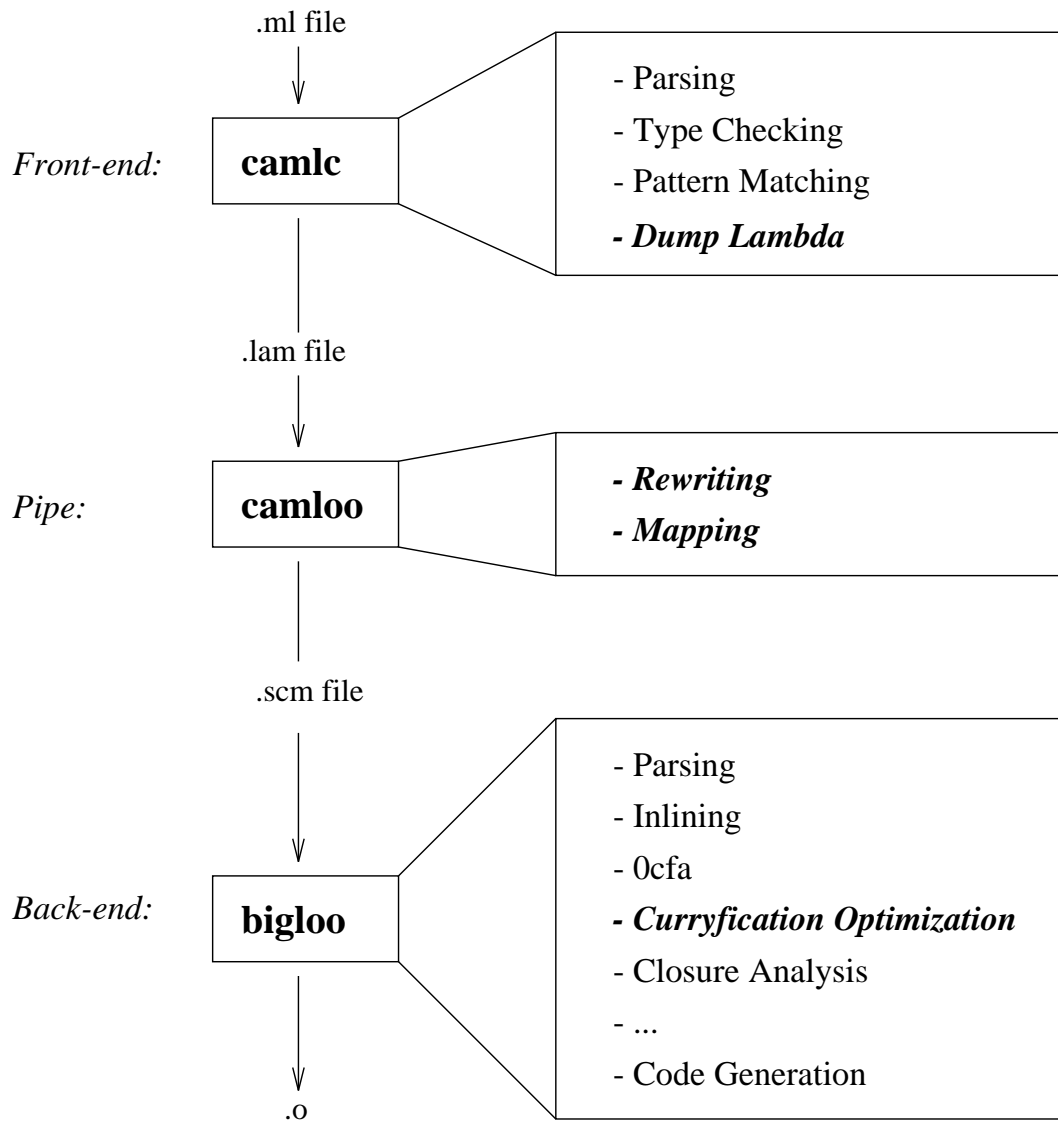 .ml file
Front-end:
camlc
- Parsing
- Type Checking
- Pattern Matching
- Dump Lambda
.lam file
Pipe:
camloo
- Rewriting
- Mapping
.scm file
Back-end:
bigloo
- Parsing
- Inlining
- 0cfa
- Curryfication Optimization
- Closure Analysis
- ...
- Code Generation
.o